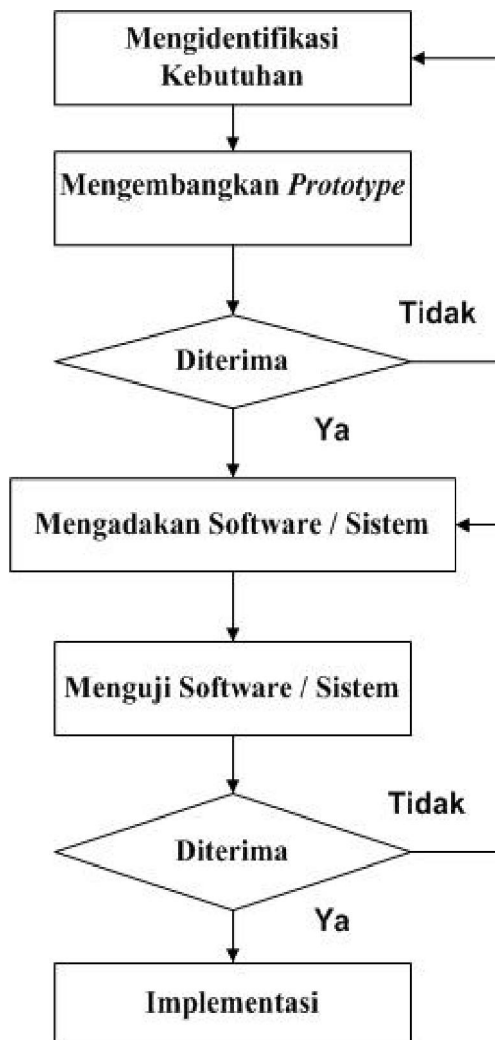 Mengidentifikasi
Kebutuhan
Mengembangkan Prototype
Tidak
Diterima
Ya
Mengadakan Software / Sistem
Menguji Software / Sistem
Tidak
Diterima
Ya
Implementasi